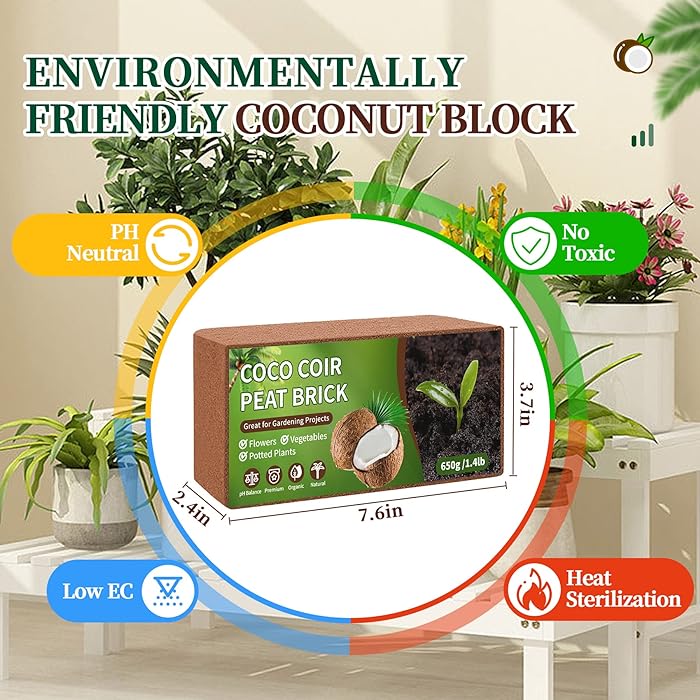 ENVIRONMENTALLY
FRIENDLY COCONUT BLOCK
PH
Neutral
No
Toxic
COCO COIR
PEAT BRICK
Great for Gardening Projects
Flowers Vegetables
Potted Plants
pH Balance Premium Organic Natural
650g/1.4lb
3.7in
2.4in
7.6in
Low EC
Heat
Sterilization